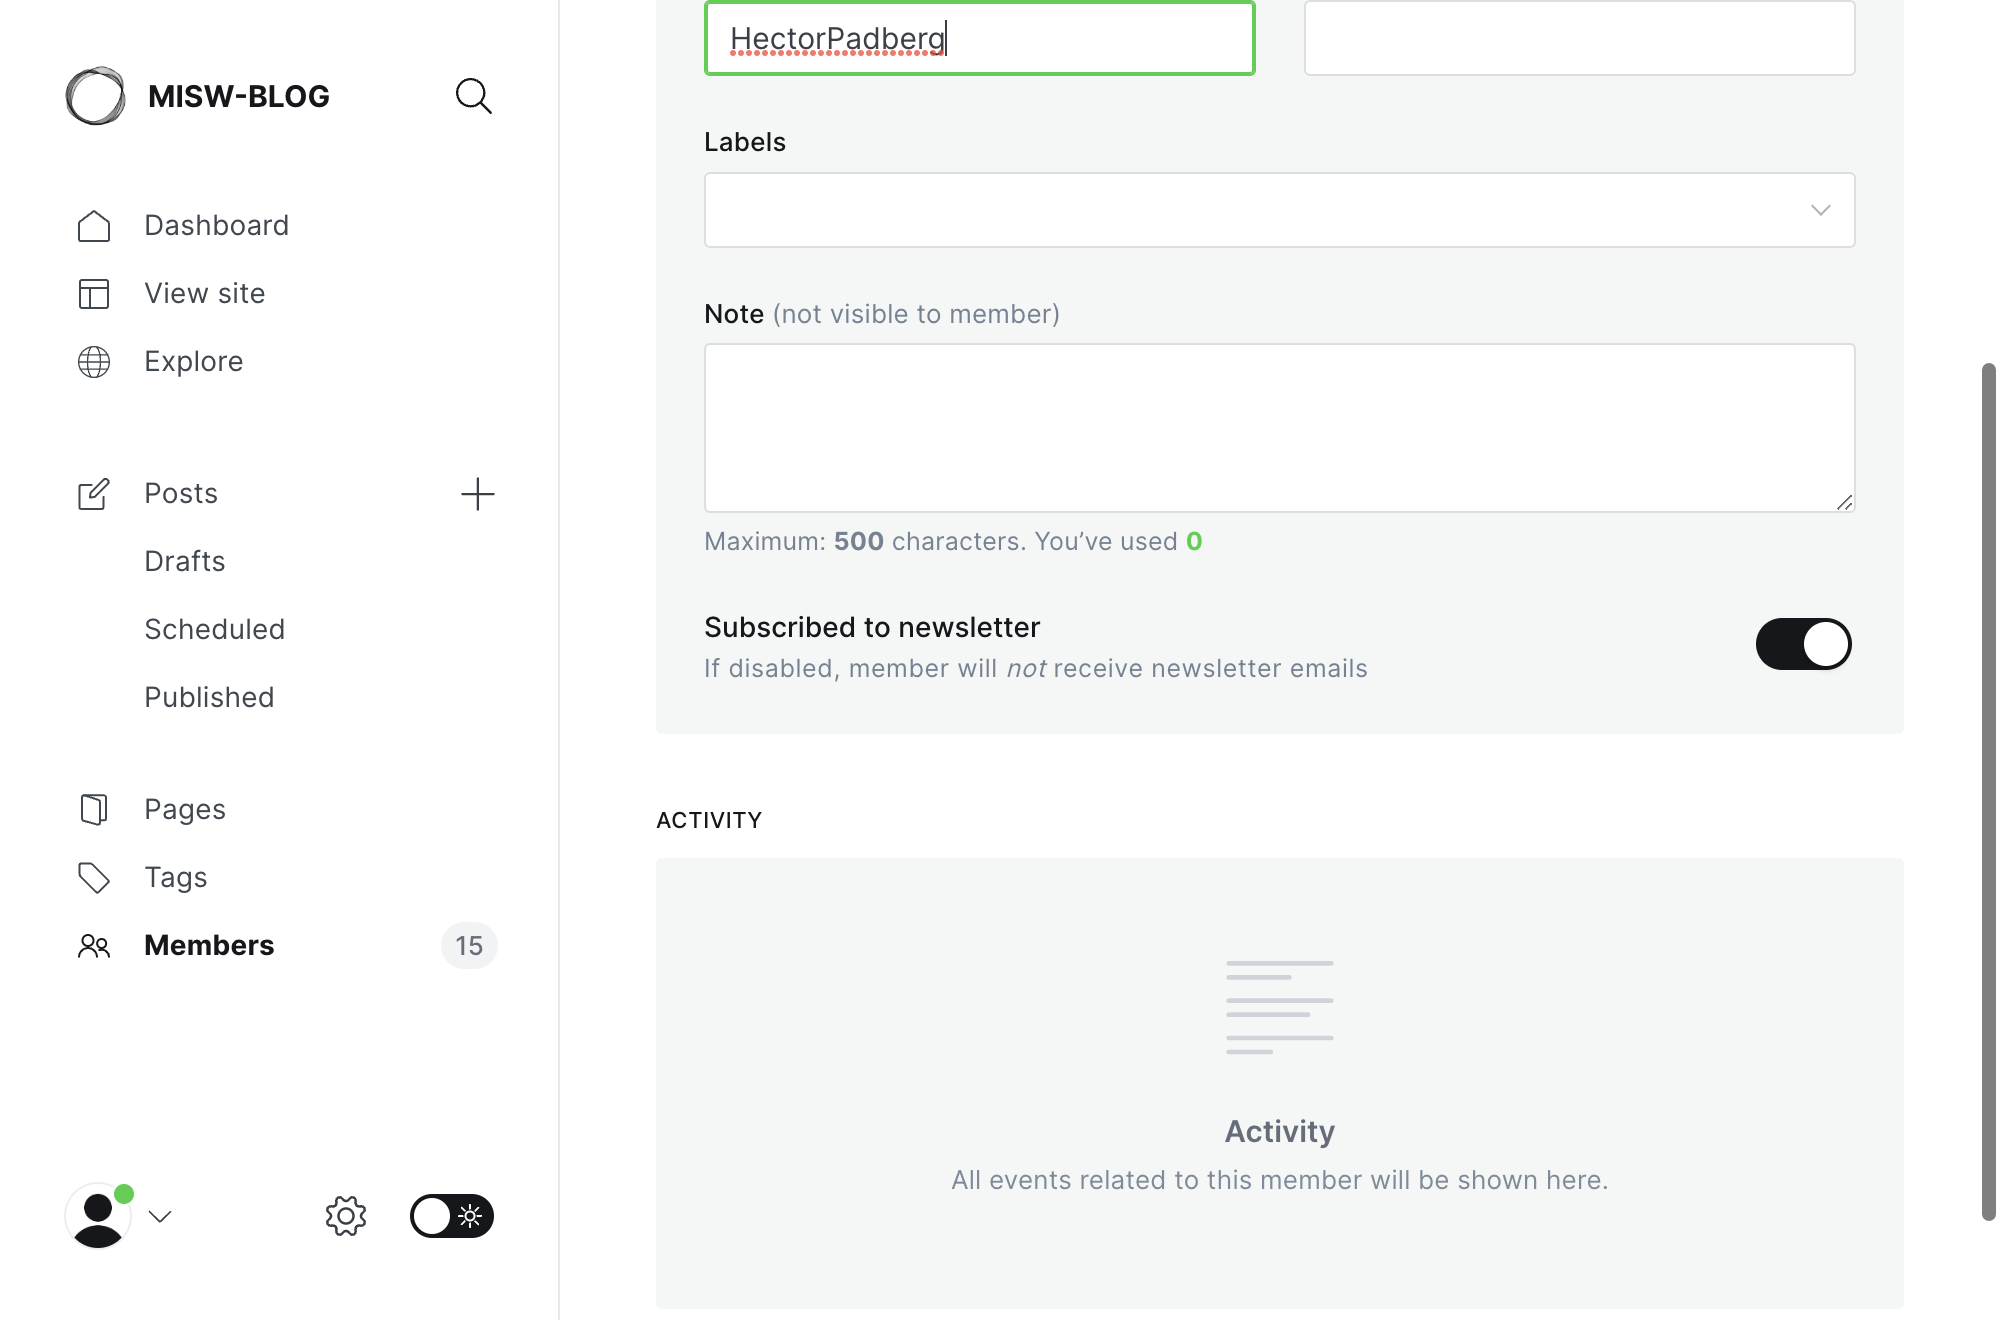 MISW-BLOG
Dashboard
View site
Explore
Posts
Drafts
Scheduled
Published
Pages
Tags
Members 15
HectorPadberg
Labels
Note (not visible to member)
Maximum: 500 characters. You’ve used 0
Subscribed to newsletter
If disabled, member will not receive newsletter emails
ACTIVITY
Activity
All events related to this member will be shown here.